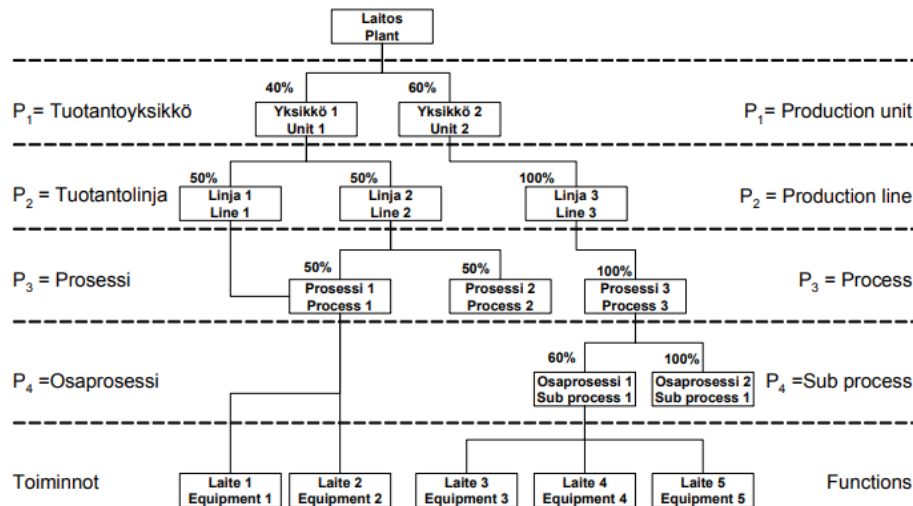 Laitos
Plant
40%
60%
P₁= Tuotantoyksikkö
Yksikkö 1
Unit 1
Yksikkö 2
Unit 2
P₁= Production unit
50%
50%
100%
P₂ = Tuotantolinja
Linja 1
Line 1
Linja 2
Line 2
Linja 3
Line 3
P₂ = Production line
50%
50%
100%
P₃ = Prosessi
Prosessi 1
Process 1
Prosessi 2
Process 2
Prosessi 3
Process 3
P₃ = Process
60%
100%
P₄ =Osaprosessi
Osaprosessi 1
Sub process 1
Osaprosessi 2
Sub process 1
P₄ =Sub process
Toiminnot
Laite 1
Equipment 1
Laite 2
Equipment 2
Laite 3
Equipment 3
Laite 4
Equipment 4
Laite 5
Equipment 5
Functions